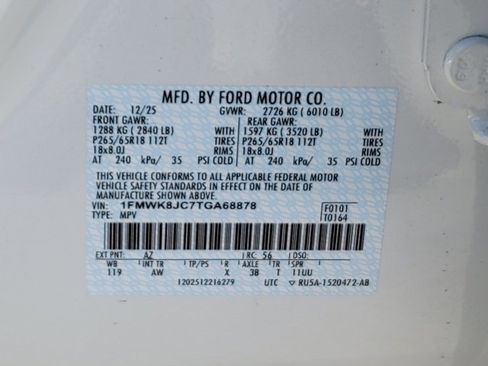 MFD. BY FORD MOTOR CO.
DATE: 12/25 GVWR: 2726 KG (6010 LB)
FRONT GAWR: REAR GAWR:
1288 KG (2840 LB) WITH 1597 KG (3520 LB) WITH
P265/65R18 112T TIRES P265/65R18 112T TIRES
18x8.0J RIMS 18x8.0J RIMS
AT 240 kPa/ 35 PSI COLD AT 240 kPa/ 35 PSI COLD
THIS VEHICLE CONFORMS TO ALL APPLICABLE FEDERAL MOTOR
VEHICLE SAFETY AND BUMPER STANDARDS IN EFFECT ON THE DATE OF
MANUFACTURE SHOWN ABOVE.
VIN: 1FMWK8JC7TGA68878 F0101
TYPE: MPV T0164
EXT PNT: AZ RC: 56 DSO:
WB INT TR R AXLE TR SPR
119 AW X 38 T 11UU
1202512216279 UTC ▽ RU5A-1520472-AB